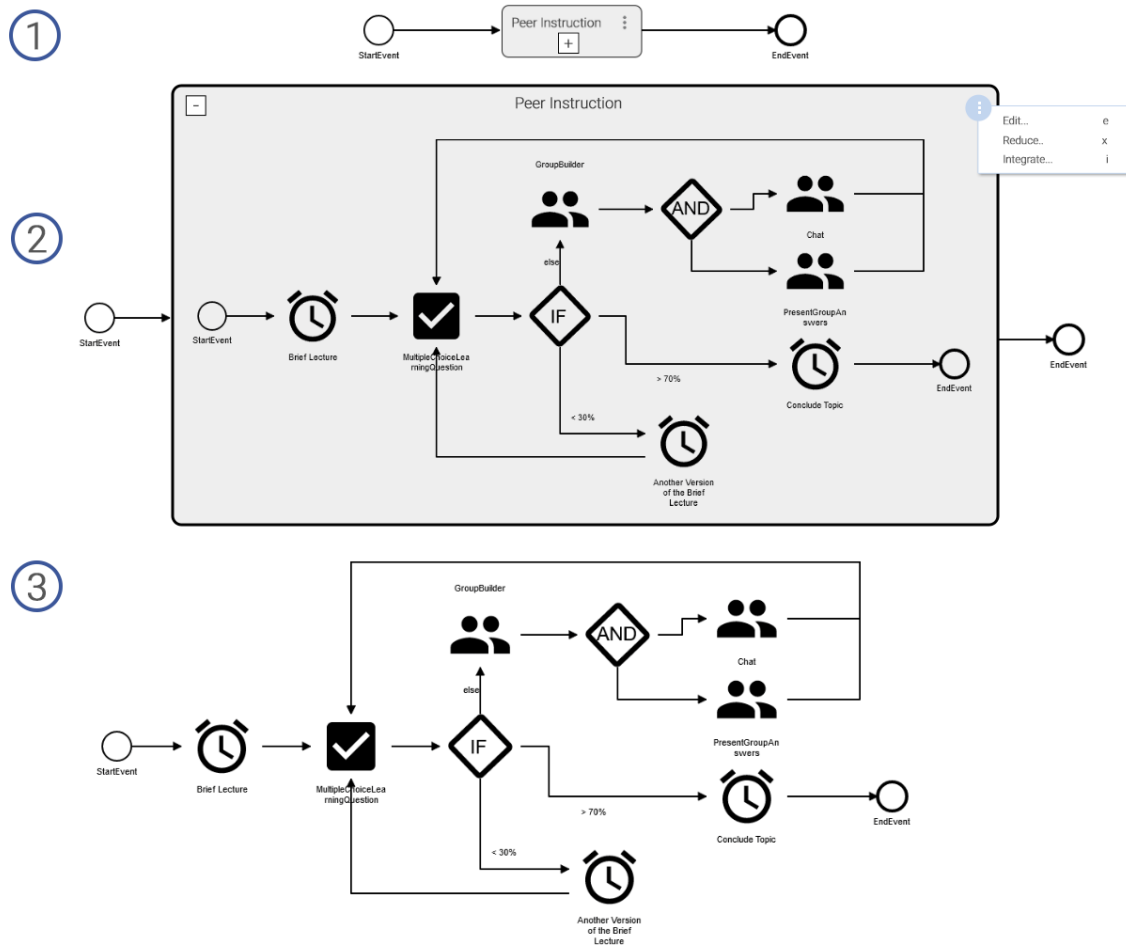 1
Peer Instruction
+
StartEvent
EndEvent
2
-
Peer Instruction
Edit... e
Reduce.. x
Integrate... i
GroupBuilder
AND
Chat
else
PresentGroupAn
swers
StartEvent
StartEvent
Brief Lecture
MultipleChoiceLea
rningQuestion
IF
> 70%
Conclude Topic
EndEvent
EndEvent
< 30%
Another Version
of the Brief
Lecture
3
GroupBuilder
AND
Chat
else
PresentGroupAn
swers
StartEvent
Brief Lecture
MultipleChoiceLea
rningQuestion
IF
> 70%
Conclude Topic
EndEvent
< 30%
Another Version
of the Brief
Lecture